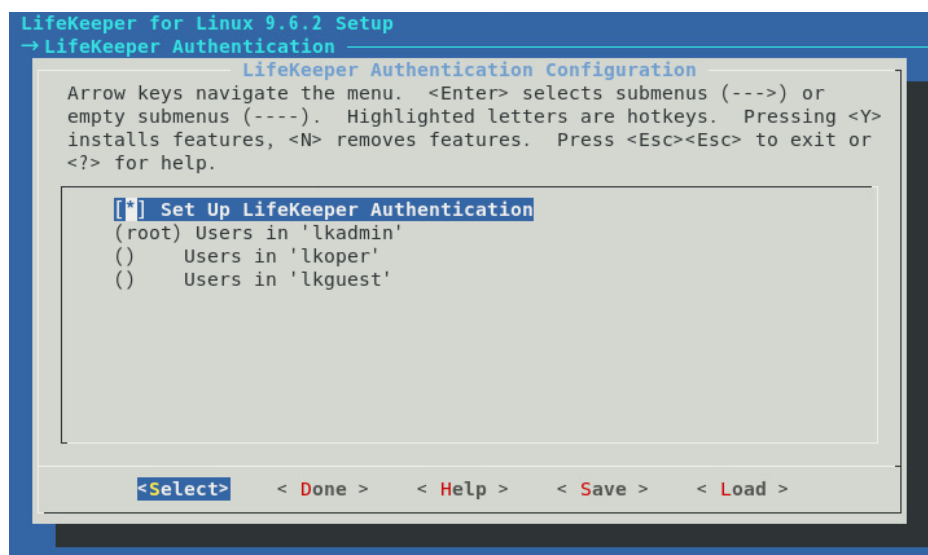 LifeKeeper for Linux 9.6.2 Setup
→ LifeKeeper Authentication
LifeKeeper Authentication Configuration
Arrow keys navigate the menu.  <Enter> selects submenus (--->) or
empty submenus (----).  Highlighted letters are hotkeys.  Pressing <Y>
installs features, <N> removes features.  Press <Esc><Esc> to exit or
<?> for help.
[*] Set Up LifeKeeper Authentication
(root) Users in 'lkadmin'
()    Users in 'lkoper'
()    Users in 'lkguest'
<Select>    < Done >    < Help >    < Save >    < Load >